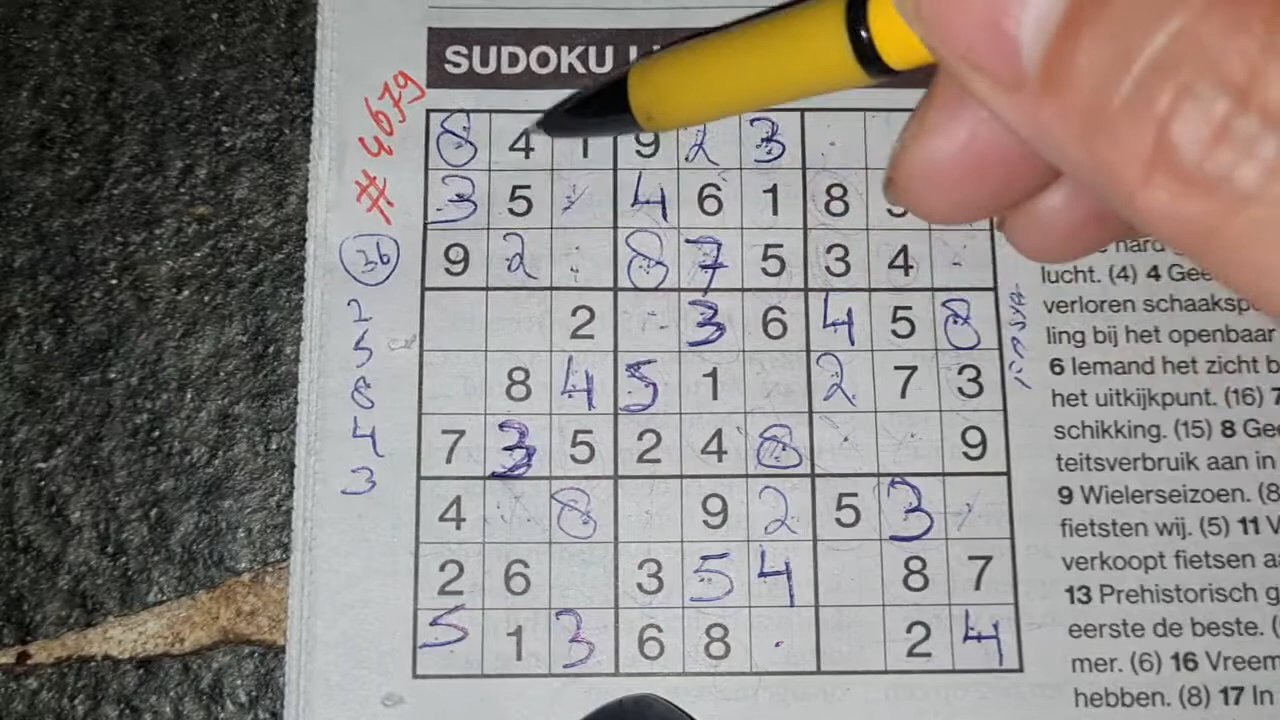 SUDOKU
# 4679
36
2
5
8
4
3
8 4 1 9 2 3
3 5 4 6 1 8
9 2 8 7 5 3 4
2 3 6 4 5 8
8 4 5 1 2 7 3
7 3 5 2 4 8 9
4 8 9 2 5 3
2 6 3 5 4 8 7
5 1 3 6 8 2 4
hard
lucht. (4) 4
verloren
ling bij het openbaar
6 Iemand het zicht
het uitkijkpunt. (16)
schikking. (15) 8
teitsverbruik aan in
9 Wielerseizoen. (8
fietsten wij. (5) 11
verkoopt fietsen
13 Prehistorisch
eerste de beste. (
mer. (6) 16 Vreem
hebben. (8) 17 In